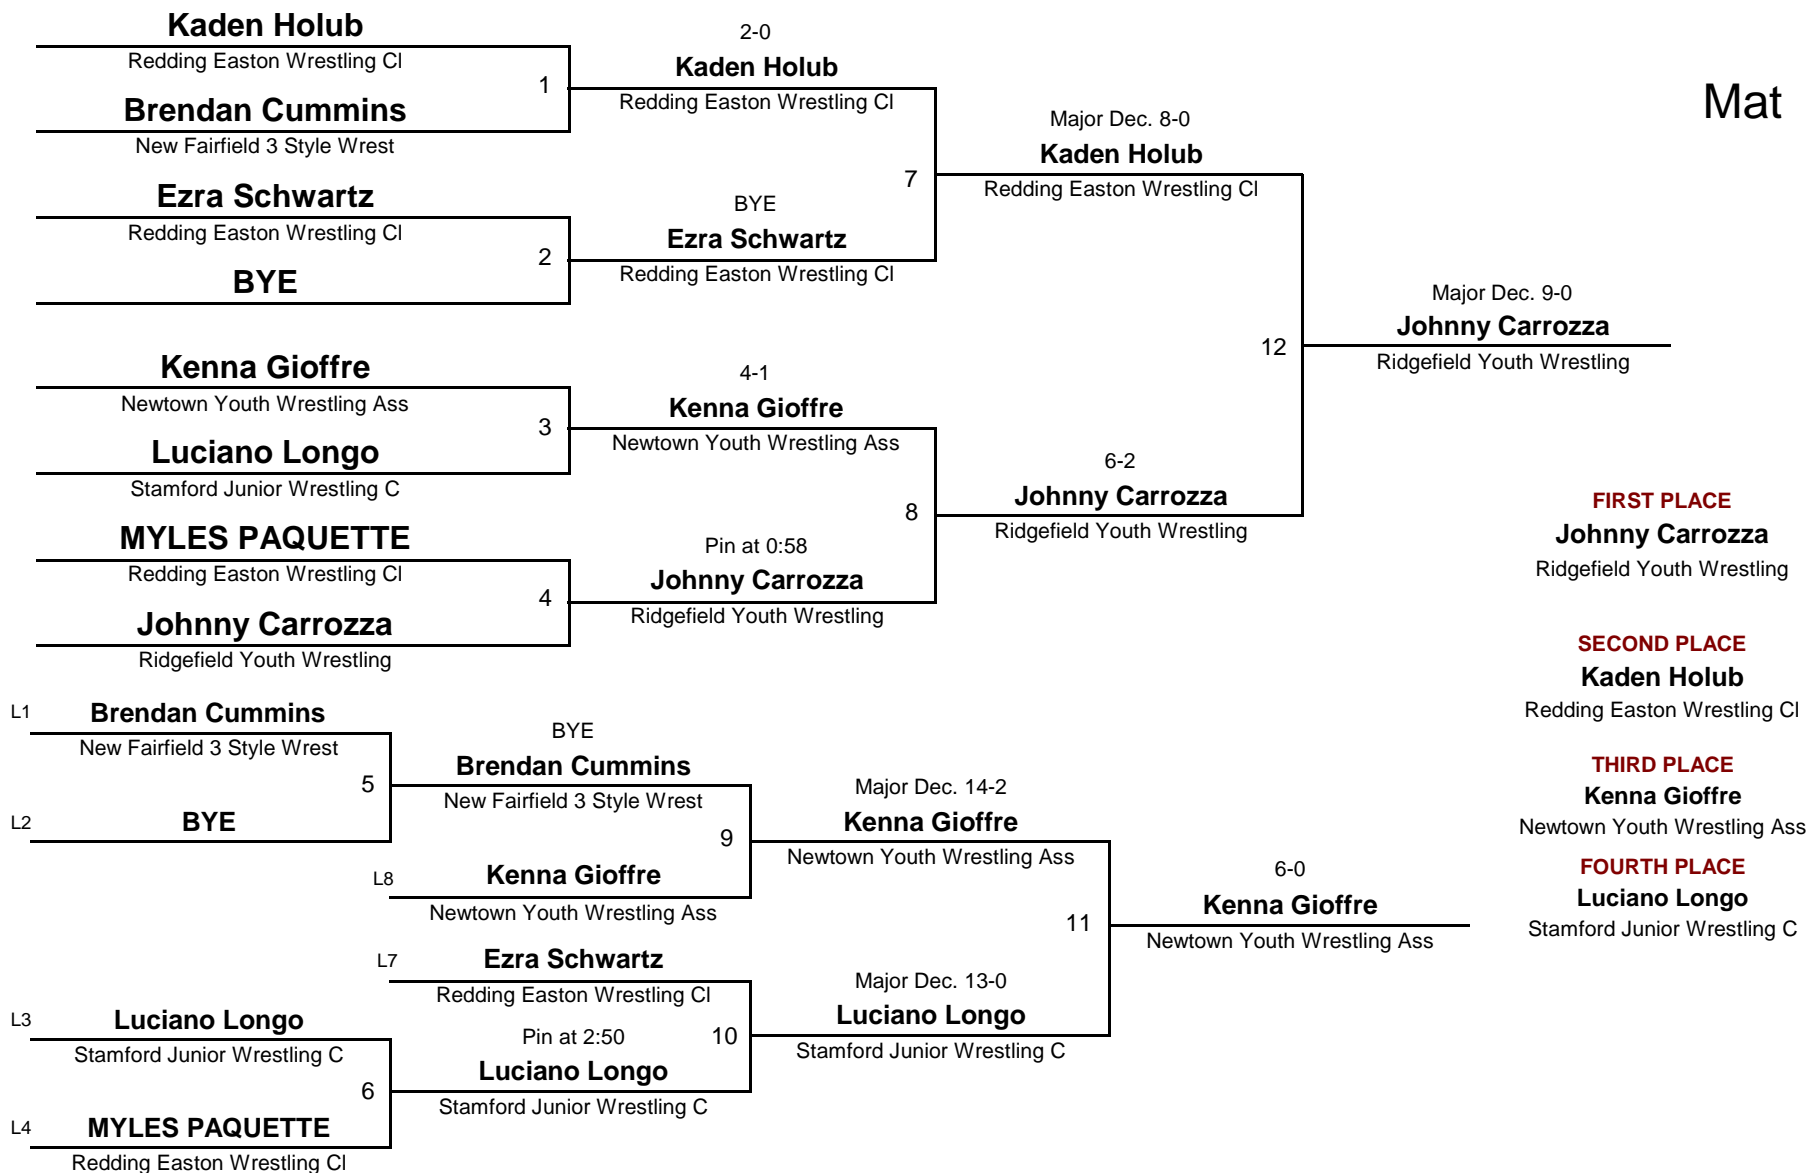 Kaden Holub
Redding Easton Wrestling Cl
1
Brendan Cummins
New Fairfield 3 Style Wrest
Ezra Schwartz
Redding Easton Wrestling Cl
2
BYE
Kenna Gioffre
Newtown Youth Wrestling Ass
3
Luciano Longo
Stamford Junior Wrestling C
MYLES PAQUETTE
Redding Easton Wrestling Cl
4
Johnny Carrozza
Ridgefield Youth Wrestling
2-0
Kaden Holub
Redding Easton Wrestling Cl
7
BYE
Ezra Schwartz
Redding Easton Wrestling Cl
4-1
Kenna Gioffre
Newtown Youth Wrestling Ass
8
Pin at 0:58
Johnny Carrozza
Ridgefield Youth Wrestling
Major Dec. 8-0
Kaden Holub
Redding Easton Wrestling Cl
12
6-2
Johnny Carrozza
Ridgefield Youth Wrestling
Major Dec. 9-0
Johnny Carrozza
Ridgefield Youth Wrestling
Mat
FIRST PLACE
Johnny Carrozza
Ridgefield Youth Wrestling
SECOND PLACE
Kaden Holub
Redding Easton Wrestling Cl
THIRD PLACE
Kenna Gioffre
Newtown Youth Wrestling Ass
FOURTH PLACE
Luciano Longo
Stamford Junior Wrestling C
L1
Brendan Cummins
New Fairfield 3 Style Wrest
5
L2
BYE
BYE
Brendan Cummins
New Fairfield 3 Style Wrest
9
L8
Kenna Gioffre
Newtown Youth Wrestling Ass
L7
Ezra Schwartz
Redding Easton Wrestling Cl
10
L3
Luciano Longo
Stamford Junior Wrestling C
6
L4
MYLES PAQUETTE
Redding Easton Wrestling Cl
Pin at 2:50
Luciano Longo
Stamford Junior Wrestling C
Major Dec. 14-2
Kenna Gioffre
Newtown Youth Wrestling Ass
11
Major Dec. 13-0
Luciano Longo
Stamford Junior Wrestling C
6-0
Kenna Gioffre
Newtown Youth Wrestling Ass